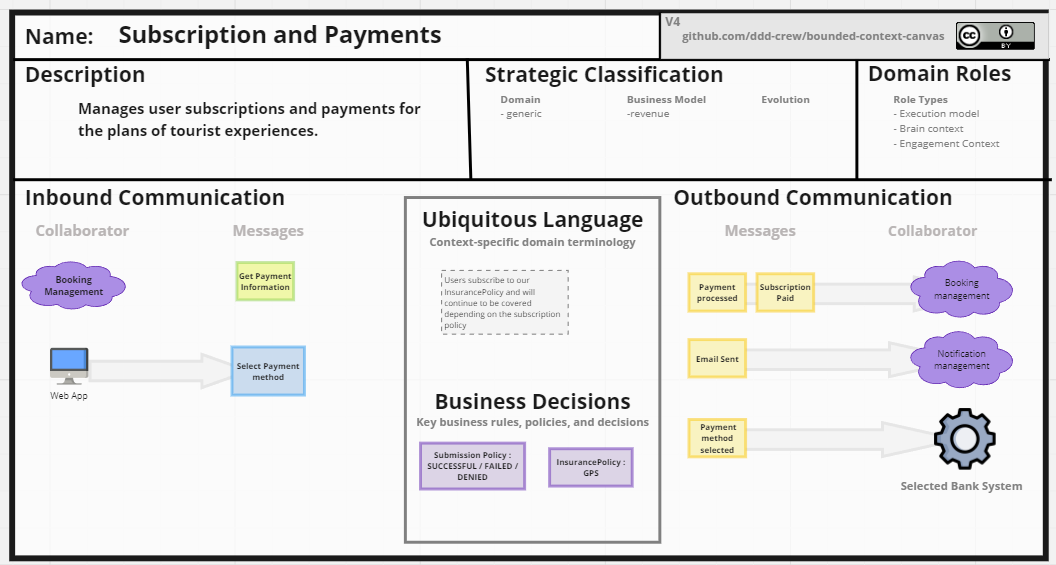 Name: Subscription and Payments
V4
github.com/ddd-crew/bounded-context-canvas
CC
BY
Description
Manages user subscriptions and payments for
the plans of tourist experiences.
Strategic Classification
Domain
- generic
Business Model
-revenue
Evolution
Domain Roles
Role Types
- Execution model
- Brain context
- Engagement Context
Inbound Communication
Collaborator
Messages
Booking
Management
Get Payment
Information
Web App
Select Payment
method
Ubiquitous Language
Context-specific domain terminology
Users subscribe to our
InsurancePolicy and will
continue to be covered
depending on the subscription
policy
Business Decisions
Key business rules, policies, and decisions
Submission Policy :
SUCCESSFUL / FAILED /
DENIED
InsurancePolicy :
GPS
Outbound Communication
Messages
Collaborator
Payment
processed
Subscription
Paid
Booking
management
Email Sent
Notification
management
Payment
method
selected
Selected Bank System